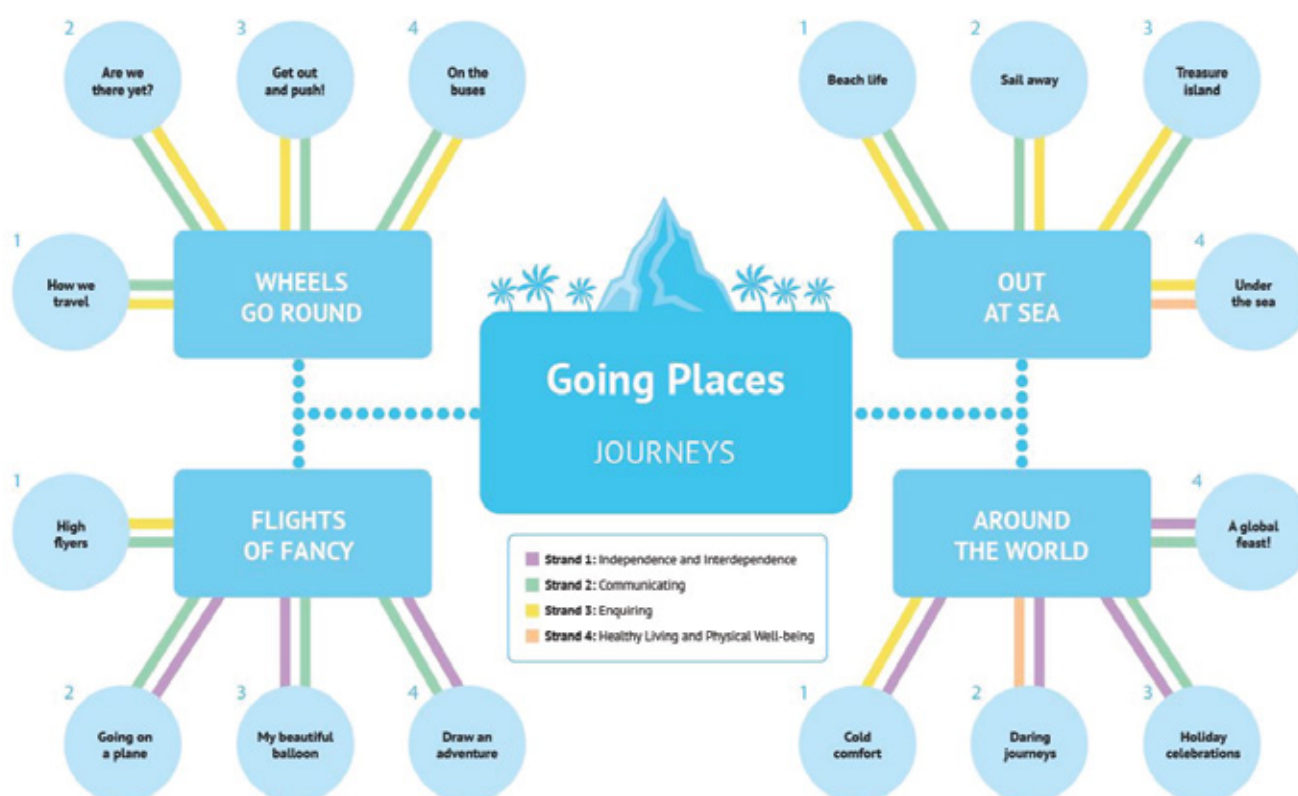 2
Are we
there yet?
3
Get out
and push!
4
On the
buses
1
How we
travel
WHEELS
GO ROUND
1
Beach life
2
Sail away
3
Treasure
island
4
Under
the sea
OUT
AT SEA
Going Places
JOURNEYS
1
High
flyers
FLIGHTS
OF FANCY
2
Going on
a plane
3
My beautiful
balloon
4
Draw an
adventure
Strand 1: Independence and Interdependence
Strand 2: Communicating
Strand 3: Enquiring
Strand 4: Healthy Living and Physical Well-being
AROUND
THE WORLD
4
A global
feast!
1
Cold
comfort
2
Daring
journeys
3
Holiday
celebrations